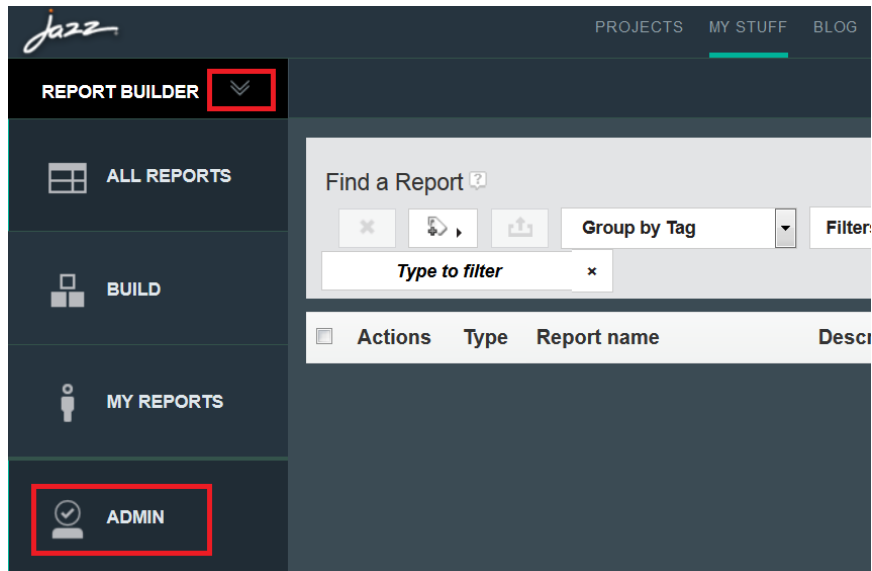 jazz
PROJECTS MY STUFF BLOG
REPORT BUILDER
ALL REPORTS
Find a Report ?
Group by Tag Filters
Type to filter ×
BUILD
Actions Type Report name Descr
MY REPORTS
ADMIN